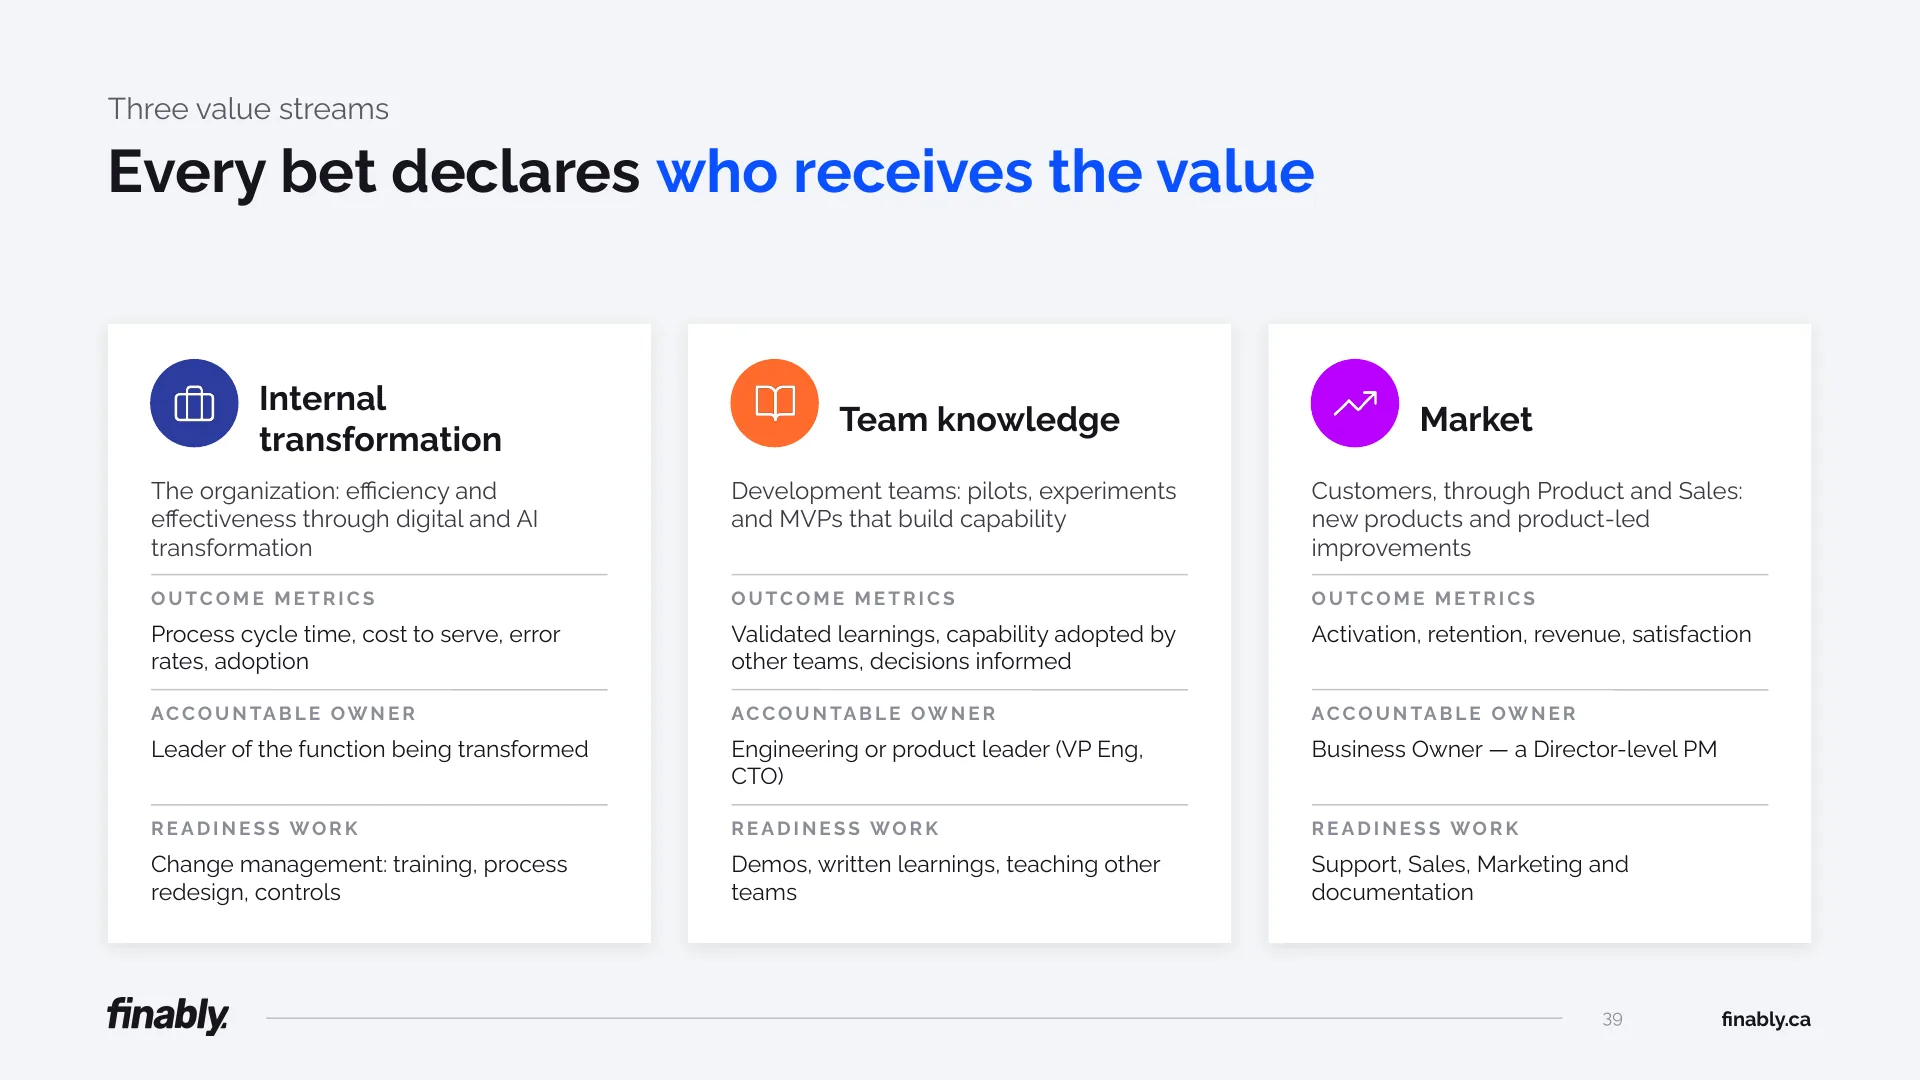 Three value streams
Every bet declares who receives the value
Internal
transformation
The organization: efficiency and
effectiveness through digital and AI
transformation
OUTCOME METRICS
Process cycle time, cost to serve, error
rates, adoption
ACCOUNTABLE OWNER
Leader of the function being transformed
READINESS WORK
Change management: training, process
redesign, controls
Team knowledge
Development teams: pilots, experiments
and MVPs that build capability
OUTCOME METRICS
Validated learnings, capability adopted by
other teams, decisions informed
ACCOUNTABLE OWNER
Engineering or product leader (VP Eng,
CTO)
READINESS WORK
Demos, written learnings, teaching other
teams
Market
Customers, through Product and Sales:
new products and product-led
improvements
OUTCOME METRICS
Activation, retention, revenue, satisfaction
ACCOUNTABLE OWNER
Business Owner — a Director-level PM
READINESS WORK
Support, Sales, Marketing and
documentation
finably.
39
finably.ca